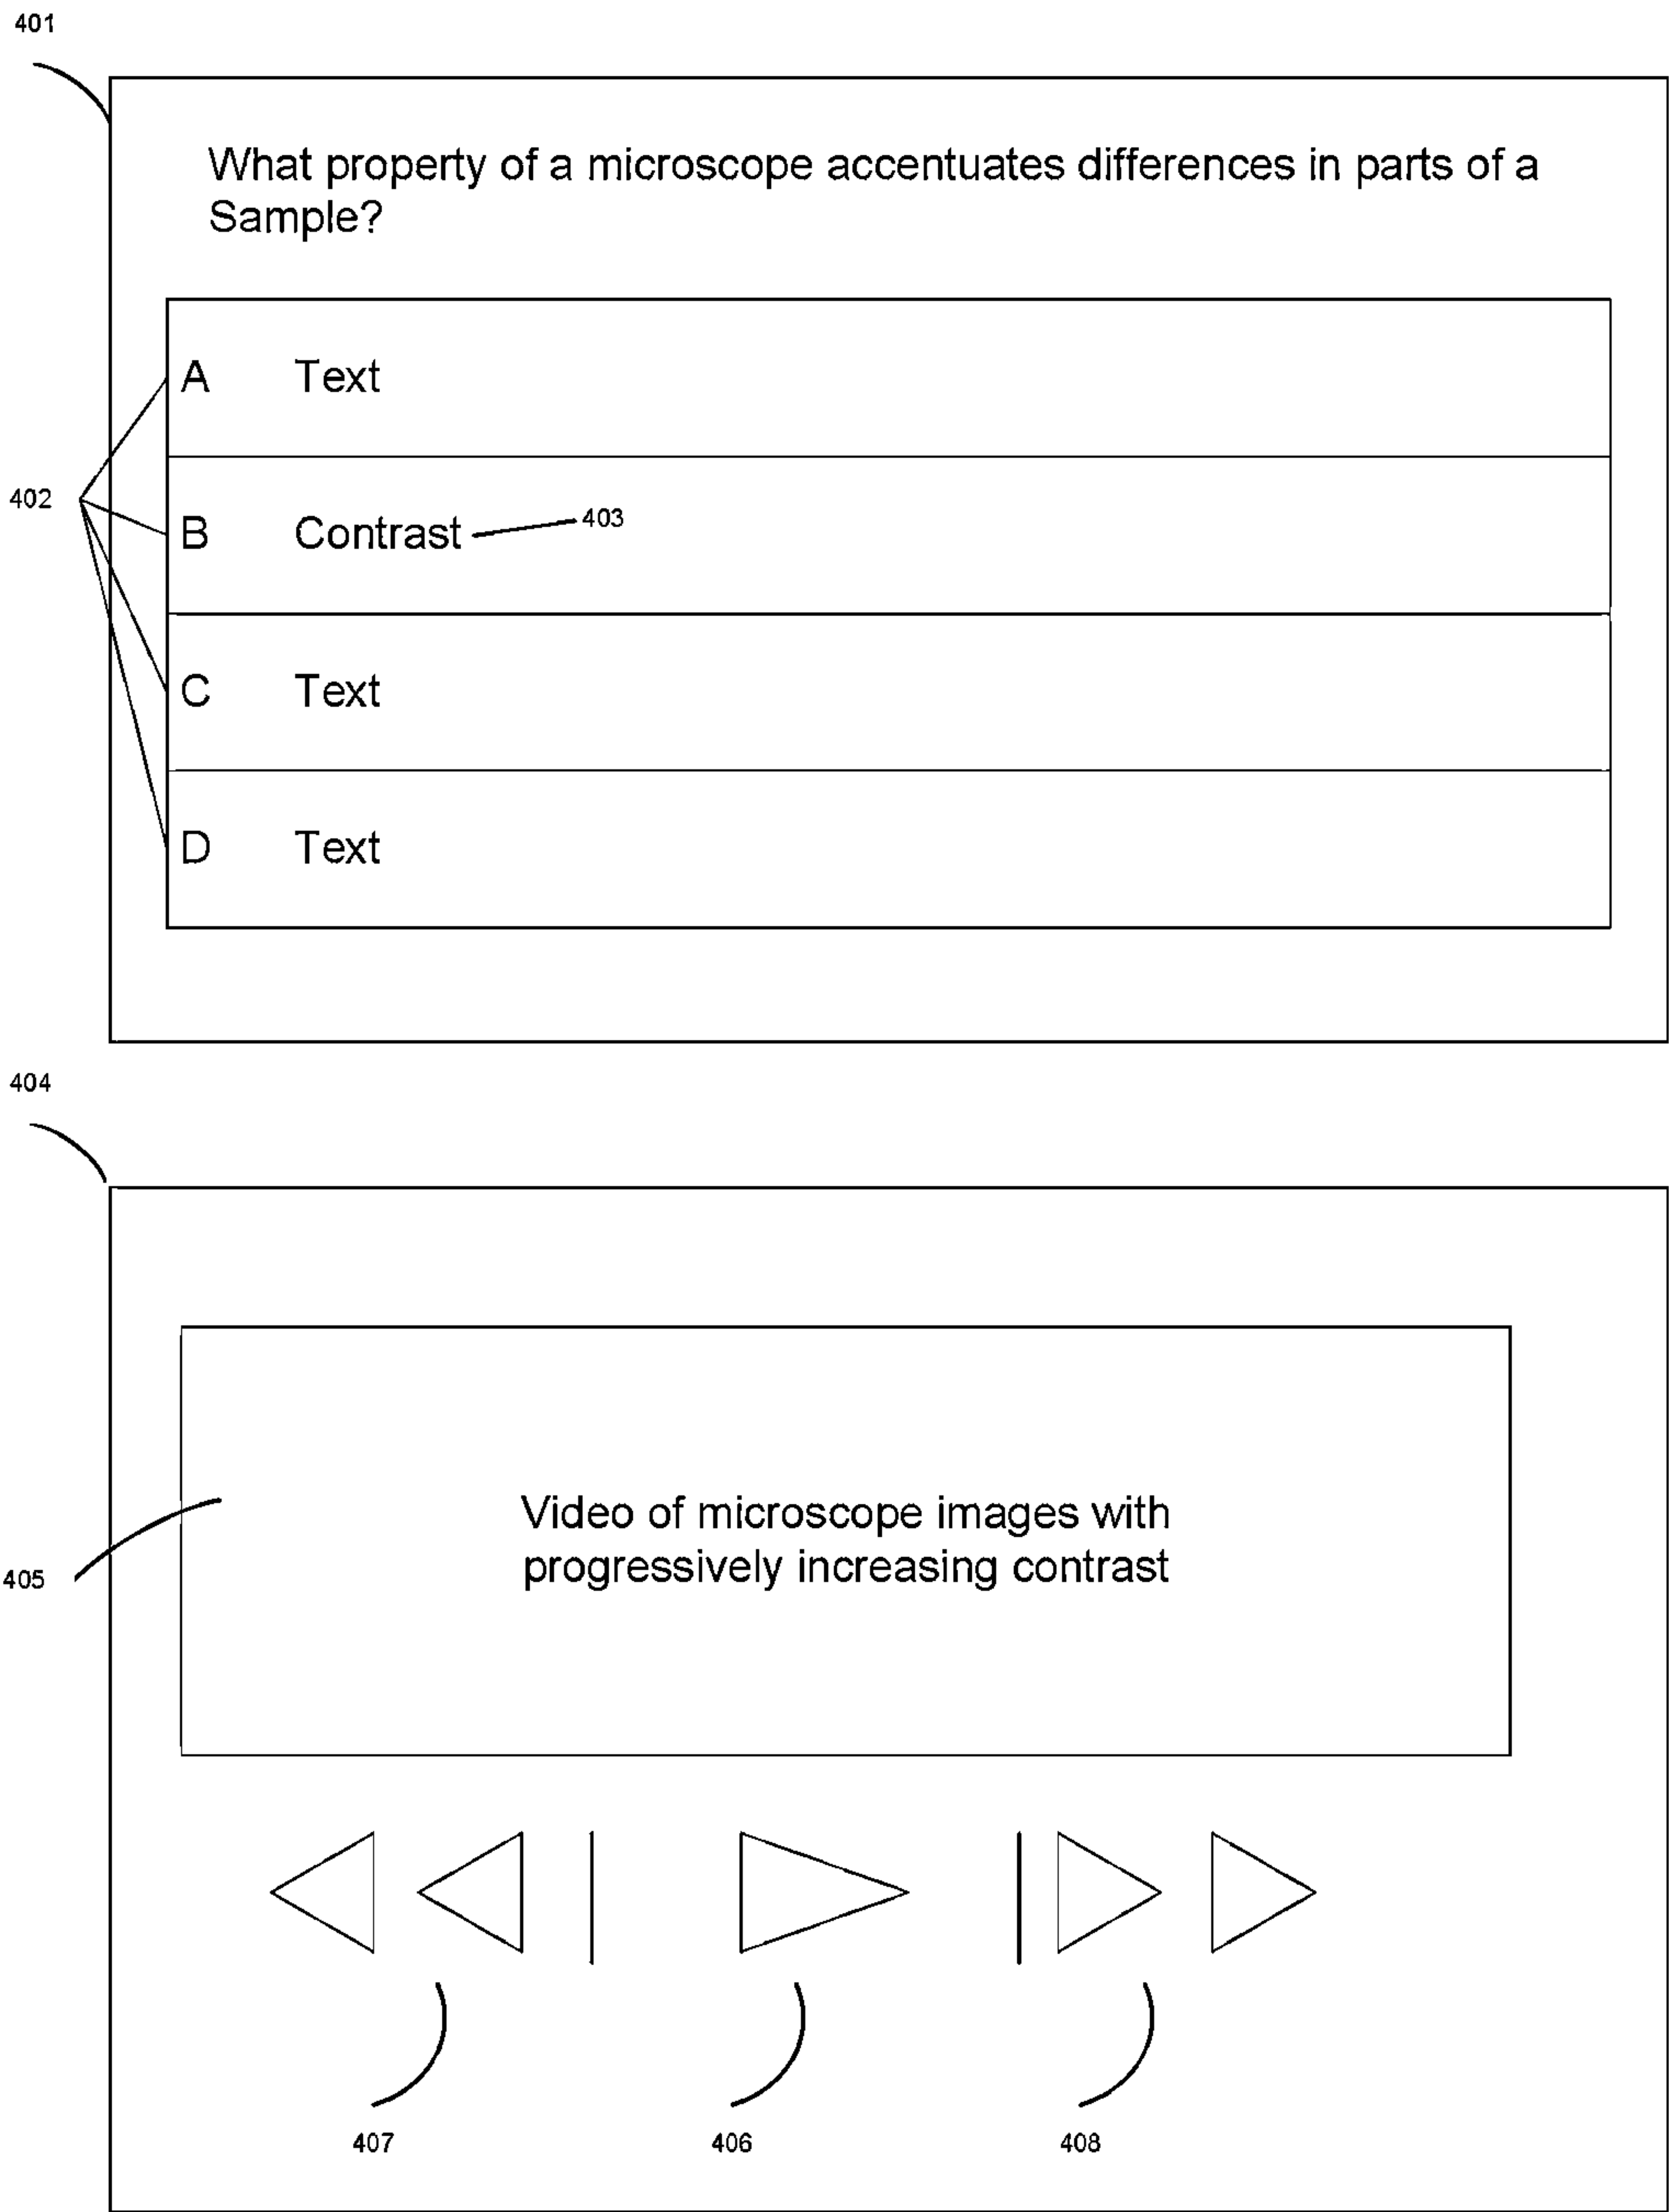 401
What property of a microscope accentuates differences in parts of a
Sample?
A Text
402
B Contrast 403
C Text
D Text
404
Video of microscope images with
progressively increasing contrast
405
407 406 408